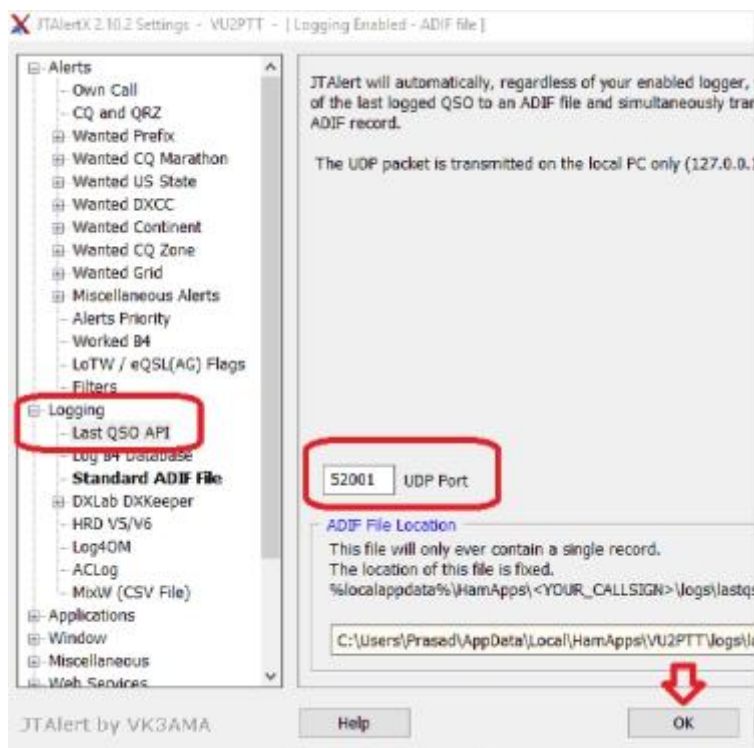 JTAlertX 2.10.2 Settings - VU2PTT - [ Logging Enabled - ADIF file ]
Alerts
Own Call
CQ and QRZ
Wanted Prefix
Wanted CQ Marathon
Wanted US State
Wanted DXCC
Wanted Continent
Wanted CQ Zone
Wanted Grid
Miscellaneous Alerts
Alerts Priority
Worked B4
LoTW / eQSL(AG) Flags
Filters
Logging
Last QSO API
Log B4 Database
Standard ADIF File
DXLab DXKeeper
HRD V5/V6
Log4OM
ACLog
MixW (CSV File)
Applications
Window
Miscellaneous
Web Services
JTAlert will automatically, regardless of your enabled logger,
of the last logged QSO to an ADIF file and simultaneously tran
ADIF record.
The UDP packet is transmitted on the local PC only (127.0.0.1
52001 UDP Port
ADIF File Location
This file will only ever contain a single record.
The location of this file is fixed.
%localappdata%\HamApps\<YOUR_CALLSIGN>\logs\lastqs
C:\Users\Prasad\AppData\Local\HamApps\VU2PTT\logs\la
JTAlert by VK3AMA
Help
OK